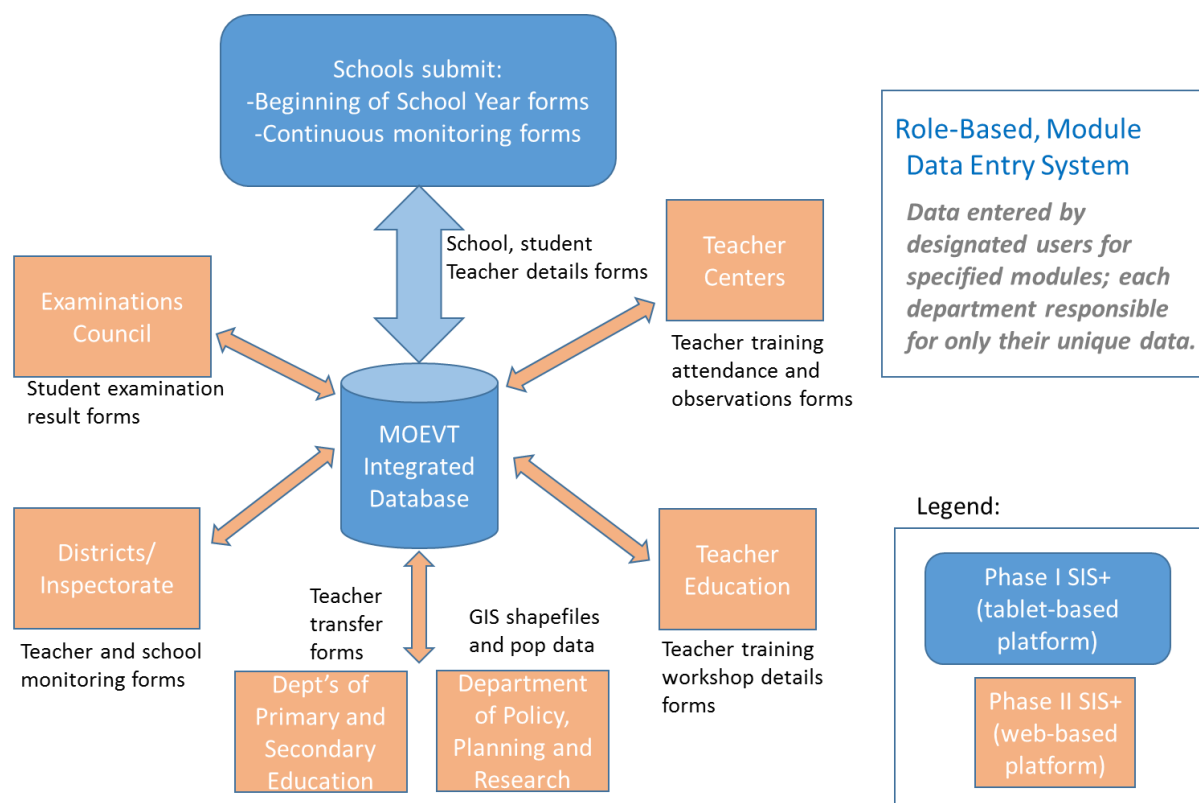 Schools submit:
-Beginning of School Year forms
-Continuous monitoring forms
School, student
Teacher details forms
Examinations
Council
Student examination
result forms
Teacher
Centers
Teacher training
attendance and
observations forms
MOEVT
Integrated
Database
Districts/
Inspectorate
Teacher and school
monitoring forms
Teacher
Education
Teacher training
workshop details
forms
Teacher
transfer
forms
GIS shapefiles
and pop data
Dept's of
Primary and
Secondary
Education
Department
of Policy,
Planning and
Research
Role-Based, Module
Data Entry System
Data entered by
designated users for
specified modules; each
department responsible
for only their unique data.
Legend:
Phase I SIS+
(tablet-based
platform)
Phase II SIS+
(web-based
platform)